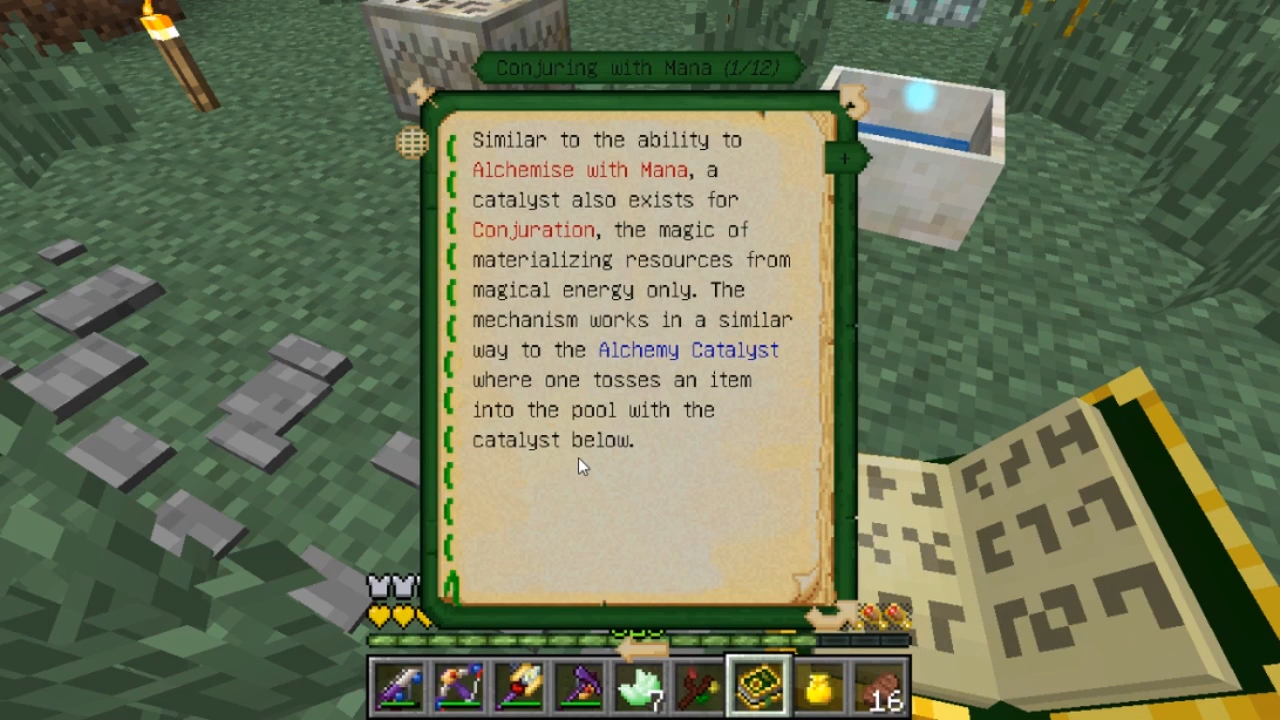 Conjuring with Mana (1/12)
Similar to the ability to
Alchemise with Mana, a
catalyst also exists for
Conjuration, the magic of
materializing resources from
magical energy only. The
mechanism works in a similar
way to the Alchemy Catalyst
where one tosses an item
into the pool with the
catalyst below.
+
7
16